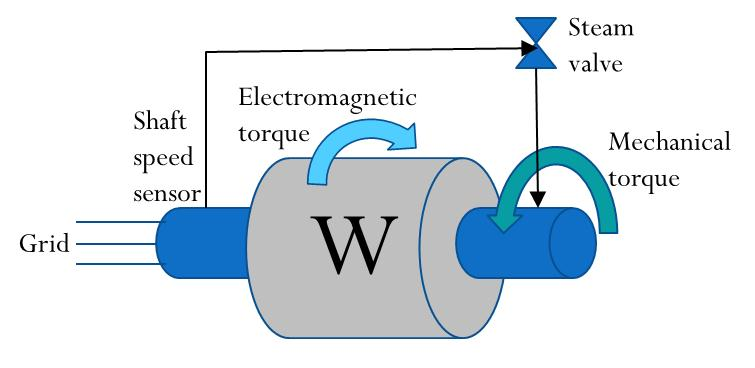 Steam
valve
Electromagnetic
torque
Shaft
speed
sensor
Mechanical
torque
Grid
W